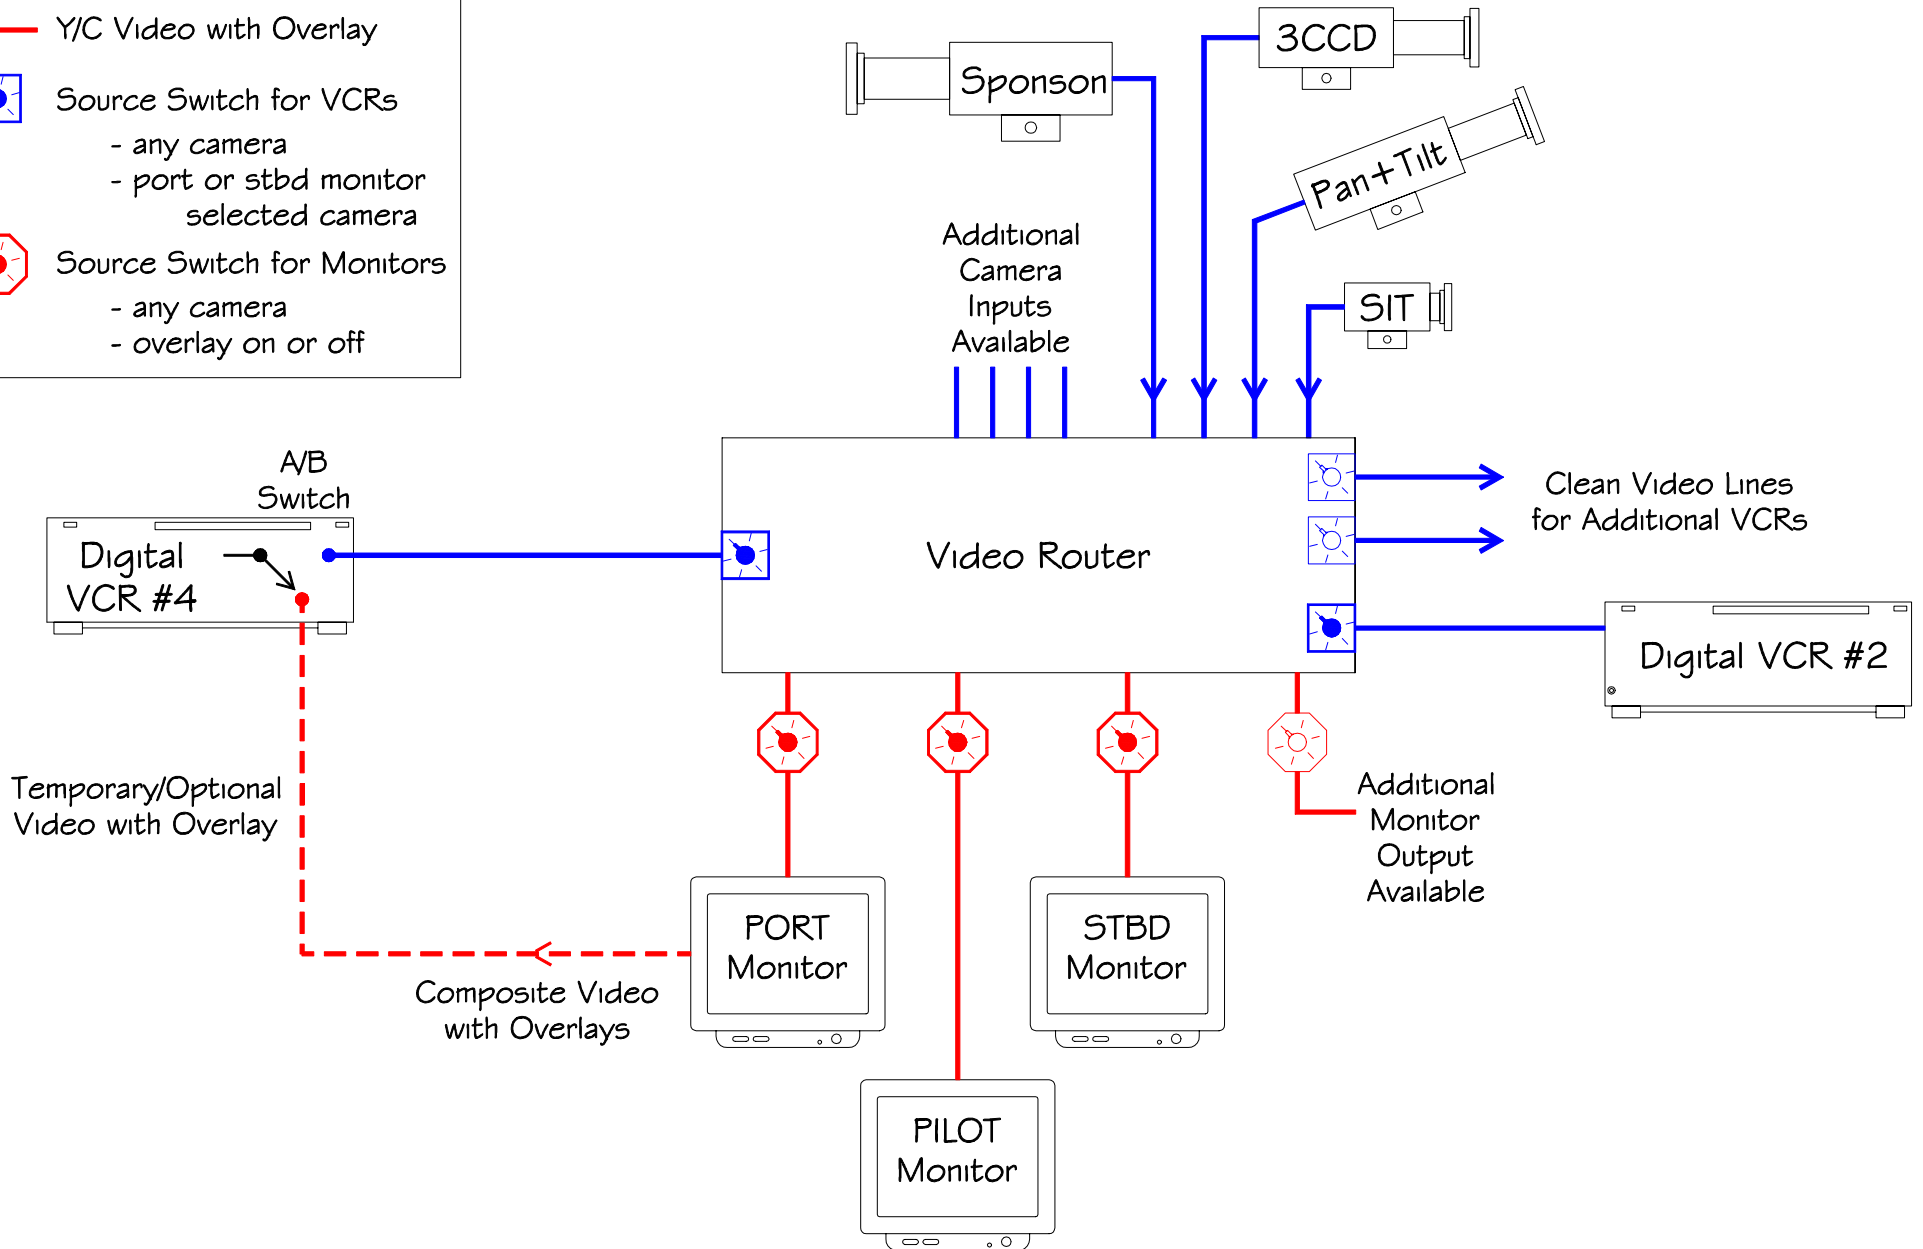 Y/C Video with Overlay
Source Switch for VCRs
- any camera
- port or stbd monitor
selected camera
Source Switch for Monitors
- any camera
- overlay on or off
Sponson
3CCD
Pan+Tilt
SIT
Additional
Camera
Inputs
Available
A/B
Switch
Digital
VCR #4
Video Router
Clean Video Lines
for Additional VCRs
Digital VCR #2
Temporary/Optional
Video with Overlay
Additional
Monitor
Output
Available
PORT
Monitor
STBD
Monitor
Composite Video
with Overlays
PILOT
Monitor